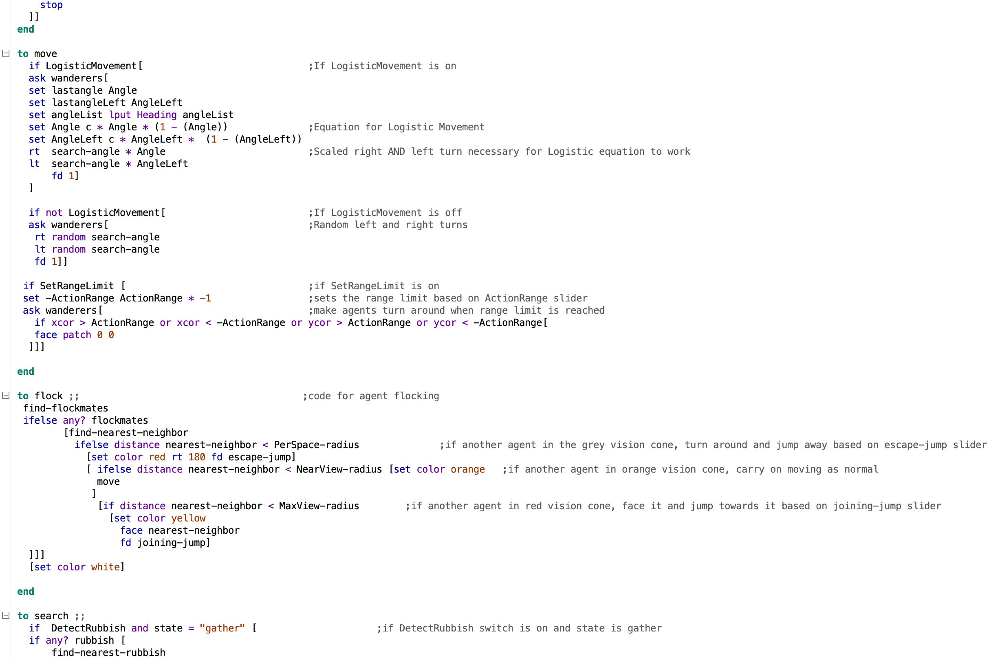 stop
]]
end
to move
if LogisticMovement[ ;If LogisticMovement is on
ask wanderers[
set lastangle Angle
set lastangleLeft AngleLeft
set angleList lput Heading angleList
set Angle c * Angle * (1 - (Angle)) ;Equation for Logistic Movement
set AngleLeft c * AngleLeft *  (1 - (AngleLeft))
rt  search-angle * Angle ;Scaled right AND left turn necessary for Logistic equation to work
lt  search-angle * AngleLeft
fd 1]
]
if not LogisticMovement[ ;If LogisticMovement is off
ask wanderers[ ;Random left and right turns
rt random search-angle
lt random search-angle
fd 1]]
if SetRangeLimit [ ;if SetRangeLimit is on
set -ActionRange ActionRange * -1 ;sets the range limit based on ActionRange slider
ask wanderers[ ;make agents turn around when range limit is reached
if xcor > ActionRange or xcor < -ActionRange or ycor > ActionRange or ycor < -ActionRange[
face patch 0 0
]]]
end
to flock ;; ;code for agent flocking
find-flockmates
ifelse any? flockmates
[find-nearest-neighbor
ifelse distance nearest-neighbor < PerSpace-radius ;if another agent in the grey vision cone, turn around and jump away based on escape-jump slider
[set color red rt 180 fd escape-jump]
[ ifelse distance nearest-neighbor < NearView-radius [set color orange ;if another agent in orange vision cone, carry on moving as normal
move
]
[if distance nearest-neighbor < MaxView-radius ;if another agent in red vision cone, face it and jump towards it based on joining-jump slider
[set color yellow
face nearest-neighbor
fd joining-jump]
]]]
[set color white]
end
to search ;;
if  DetectRubbish and state = "gather" [ ;if DetectRubbish switch is on and state is gather
if any? rubbish [
find-nearest-rubbish